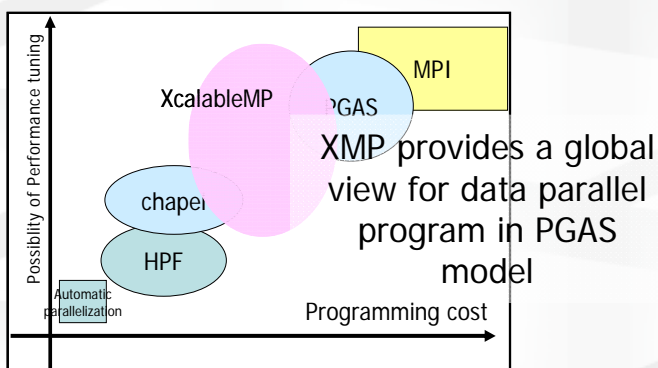 Possiblity of Performance tuning
MPI
XcalableMP
PGAS
XMP provides a global
view for data parallel
program in PGAS
model
chapel
HPF
Automatic
parallelization
Programming cost